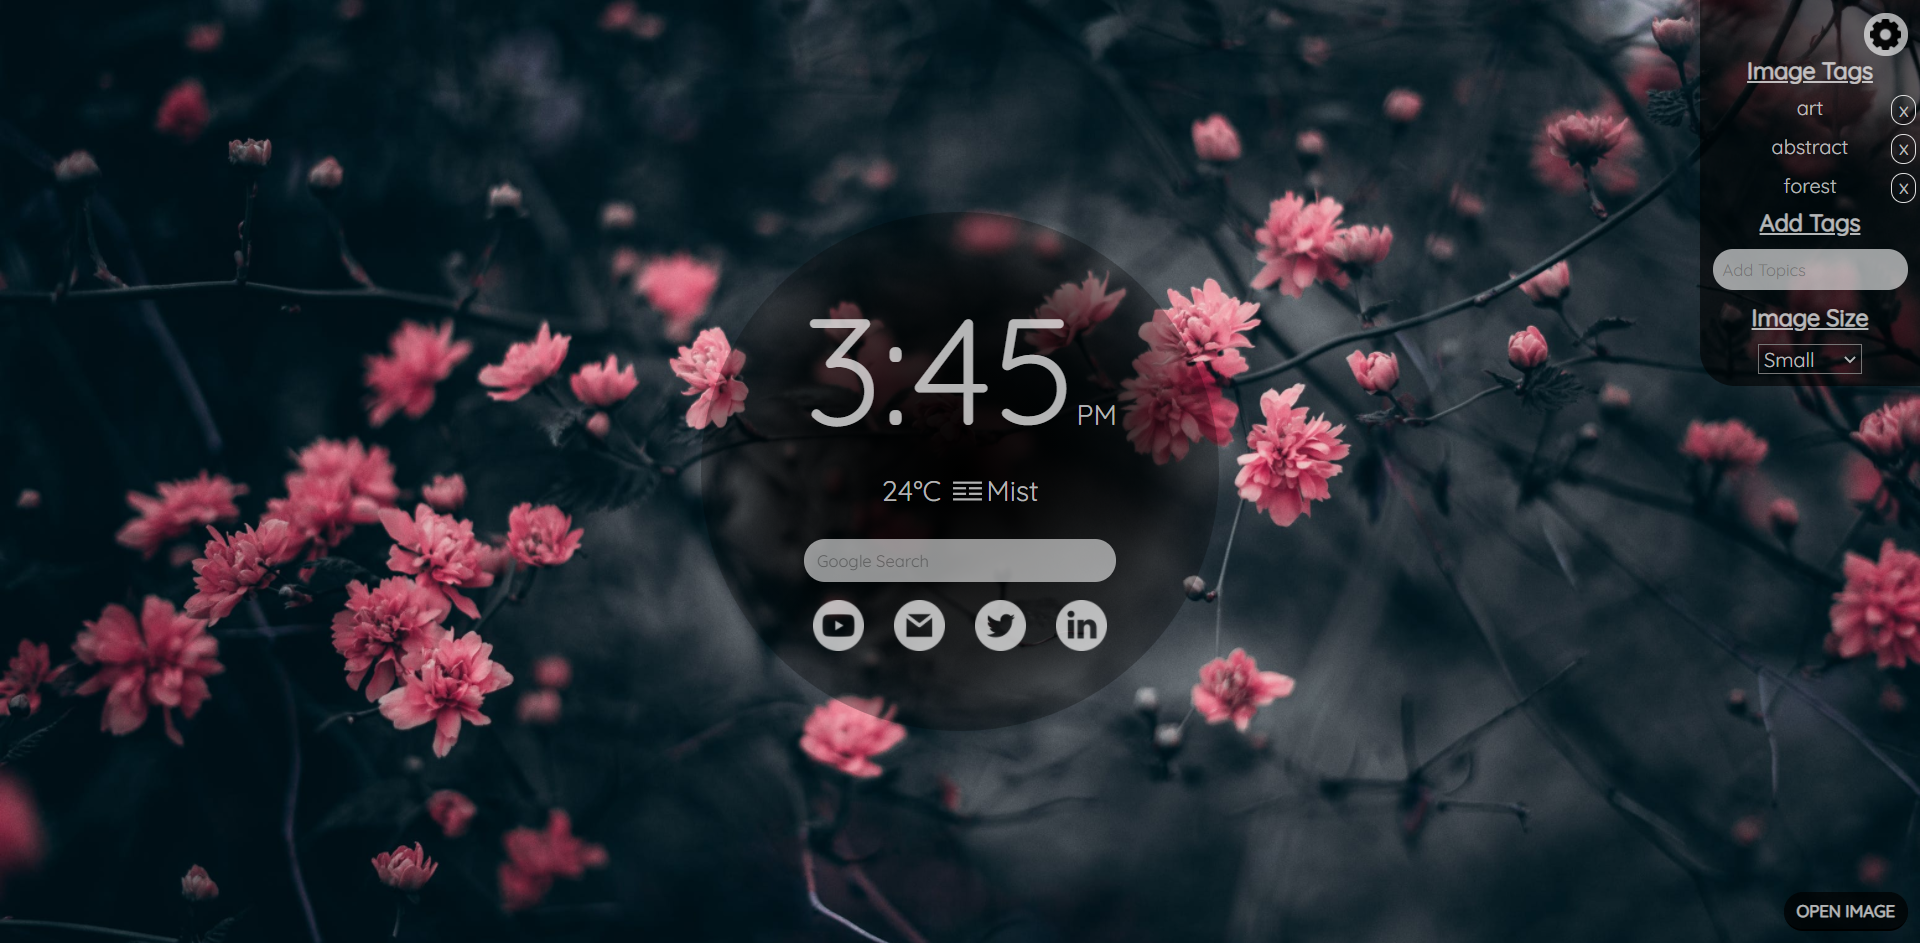 Image Tags
art x
abstract x
forest x
Add Tags
Add Topics
Image Size
Small
3:45 PM
24°C Mist
Google Search
in
OPEN IMAGE